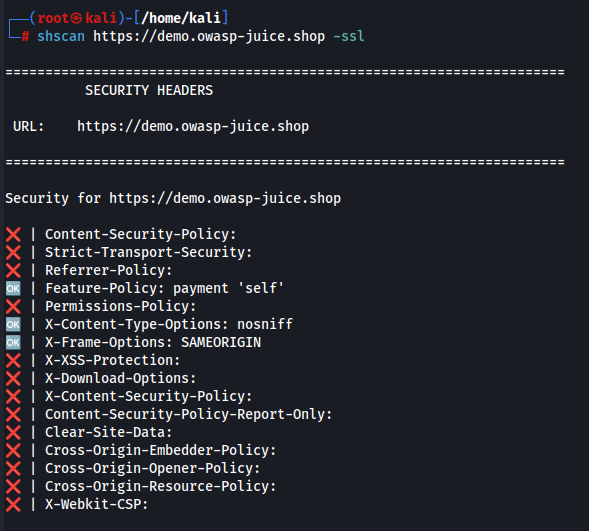 ┌──(root㉿kali)-[/home/kali]
└─# shscan https://demo.owasp-juice.shop -ssl
======================================================================
SECURITY HEADERS
URL: https://demo.owasp-juice.shop
======================================================================
Security for https://demo.owasp-juice.shop
❌ | Content-Security-Policy:
❌ | Strict-Transport-Security:
❌ | Referrer-Policy:
🆗 | Feature-Policy: payment 'self'
❌ | Permissions-Policy:
🆗 | X-Content-Type-Options: nosniff
🆗 | X-Frame-Options: SAMEORIGIN
❌ | X-XSS-Protection:
❌ | X-Download-Options:
❌ | X-Content-Security-Policy:
❌ | Content-Security-Policy-Report-Only:
❌ | Clear-Site-Data:
❌ | Cross-Origin-Embedder-Policy:
❌ | Cross-Origin-Opener-Policy:
❌ | Cross-Origin-Resource-Policy:
❌ | X-Webkit-CSP: